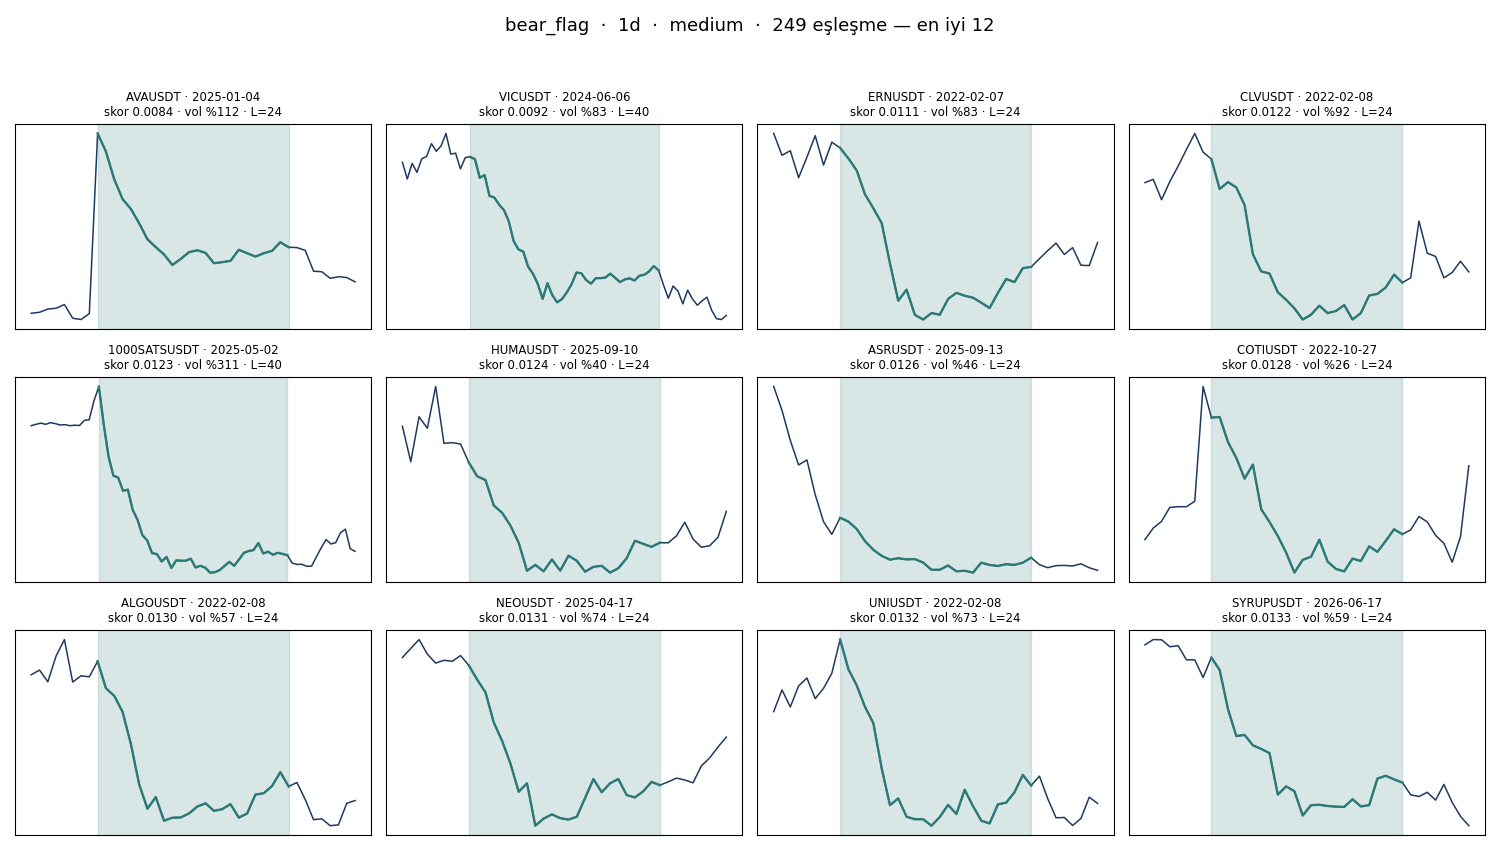 bear_flag · 1d · medium · 249 eşleşme — en iyi 12
AVAUSDT · 2025-01-04
skor 0.0084 · vol %112 · L=24
VICUSDT · 2024-06-06
skor 0.0092 · vol %83 · L=40
ERNUSDT · 2022-02-07
skor 0.0111 · vol %83 · L=24
CLVUSDT · 2022-02-08
skor 0.0122 · vol %92 · L=24
1000SATSUSDT · 2025-05-02
skor 0.0123 · vol %311 · L=40
HUMAUSDT · 2025-09-10
skor 0.0124 · vol %40 · L=24
ASRUSDT · 2025-09-13
skor 0.0126 · vol %46 · L=24
COTIUSDT · 2022-10-27
skor 0.0128 · vol %26 · L=24
ALGOUSDT · 2022-02-08
skor 0.0130 · vol %57 · L=24
NEOUSDT · 2025-04-17
skor 0.0131 · vol %74 · L=24
UNIUSDT · 2022-02-08
skor 0.0132 · vol %73 · L=24
SYRUPUSDT · 2026-06-17
skor 0.0133 · vol %59 · L=24